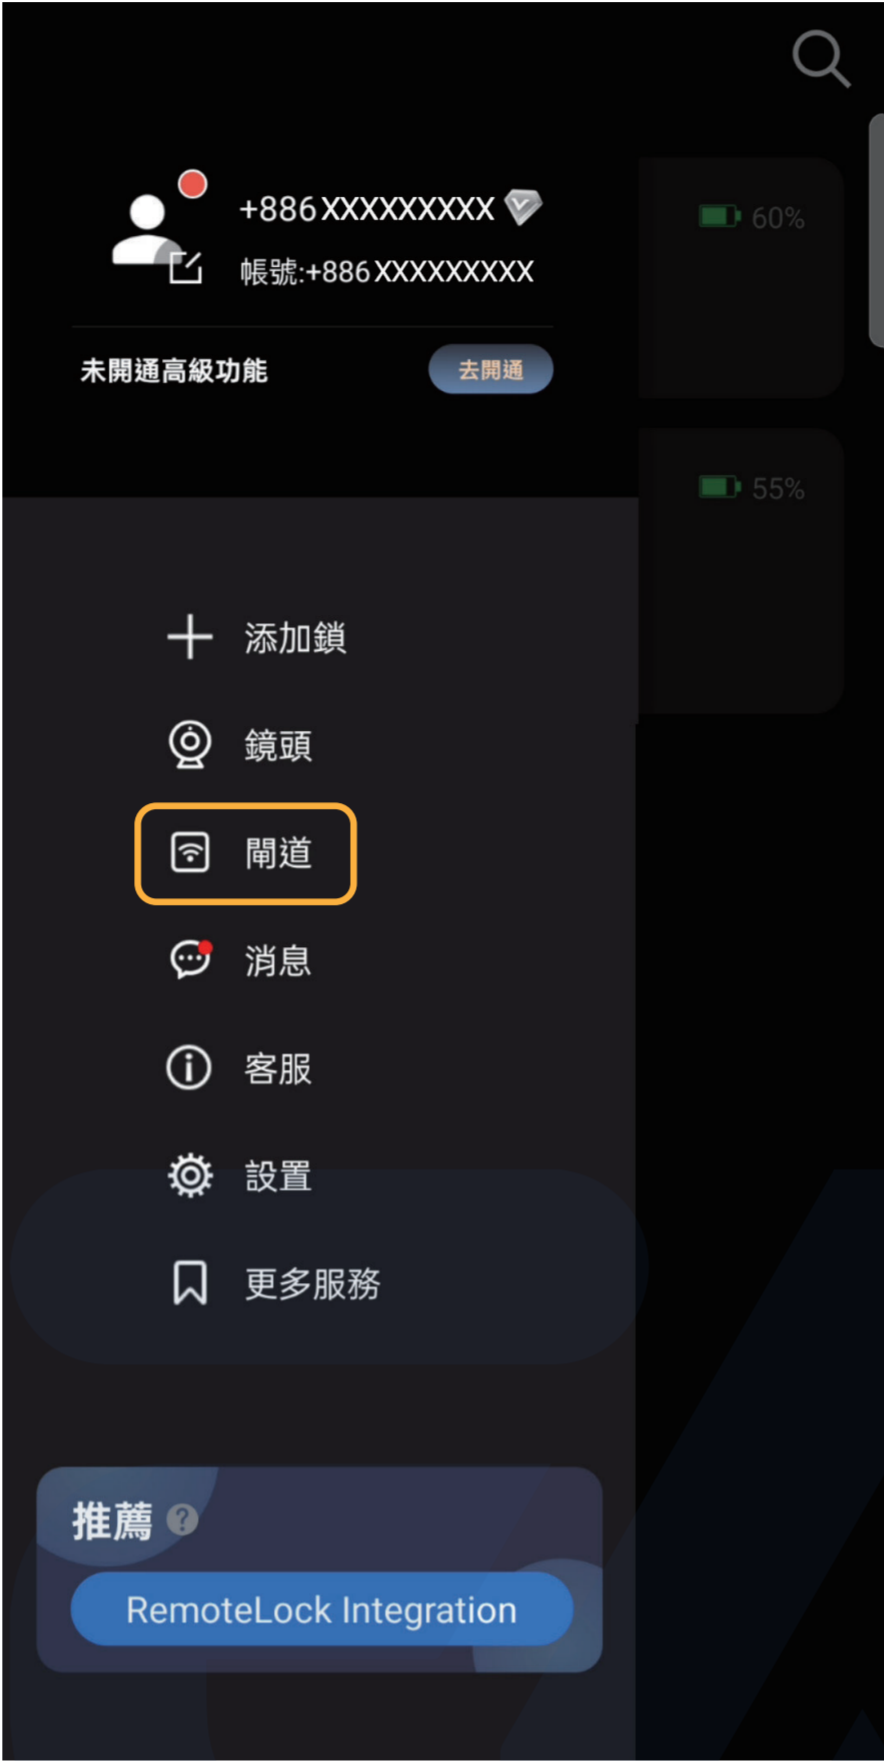 +886 XXXXXXXXX
帳號:+886 XXXXXXXXX
60%
未開通高級功能
去開通
55%
添加鎖
鏡頭
閘道
消息
客服
設置
更多服務
推薦 ?
RemoteLock Integration